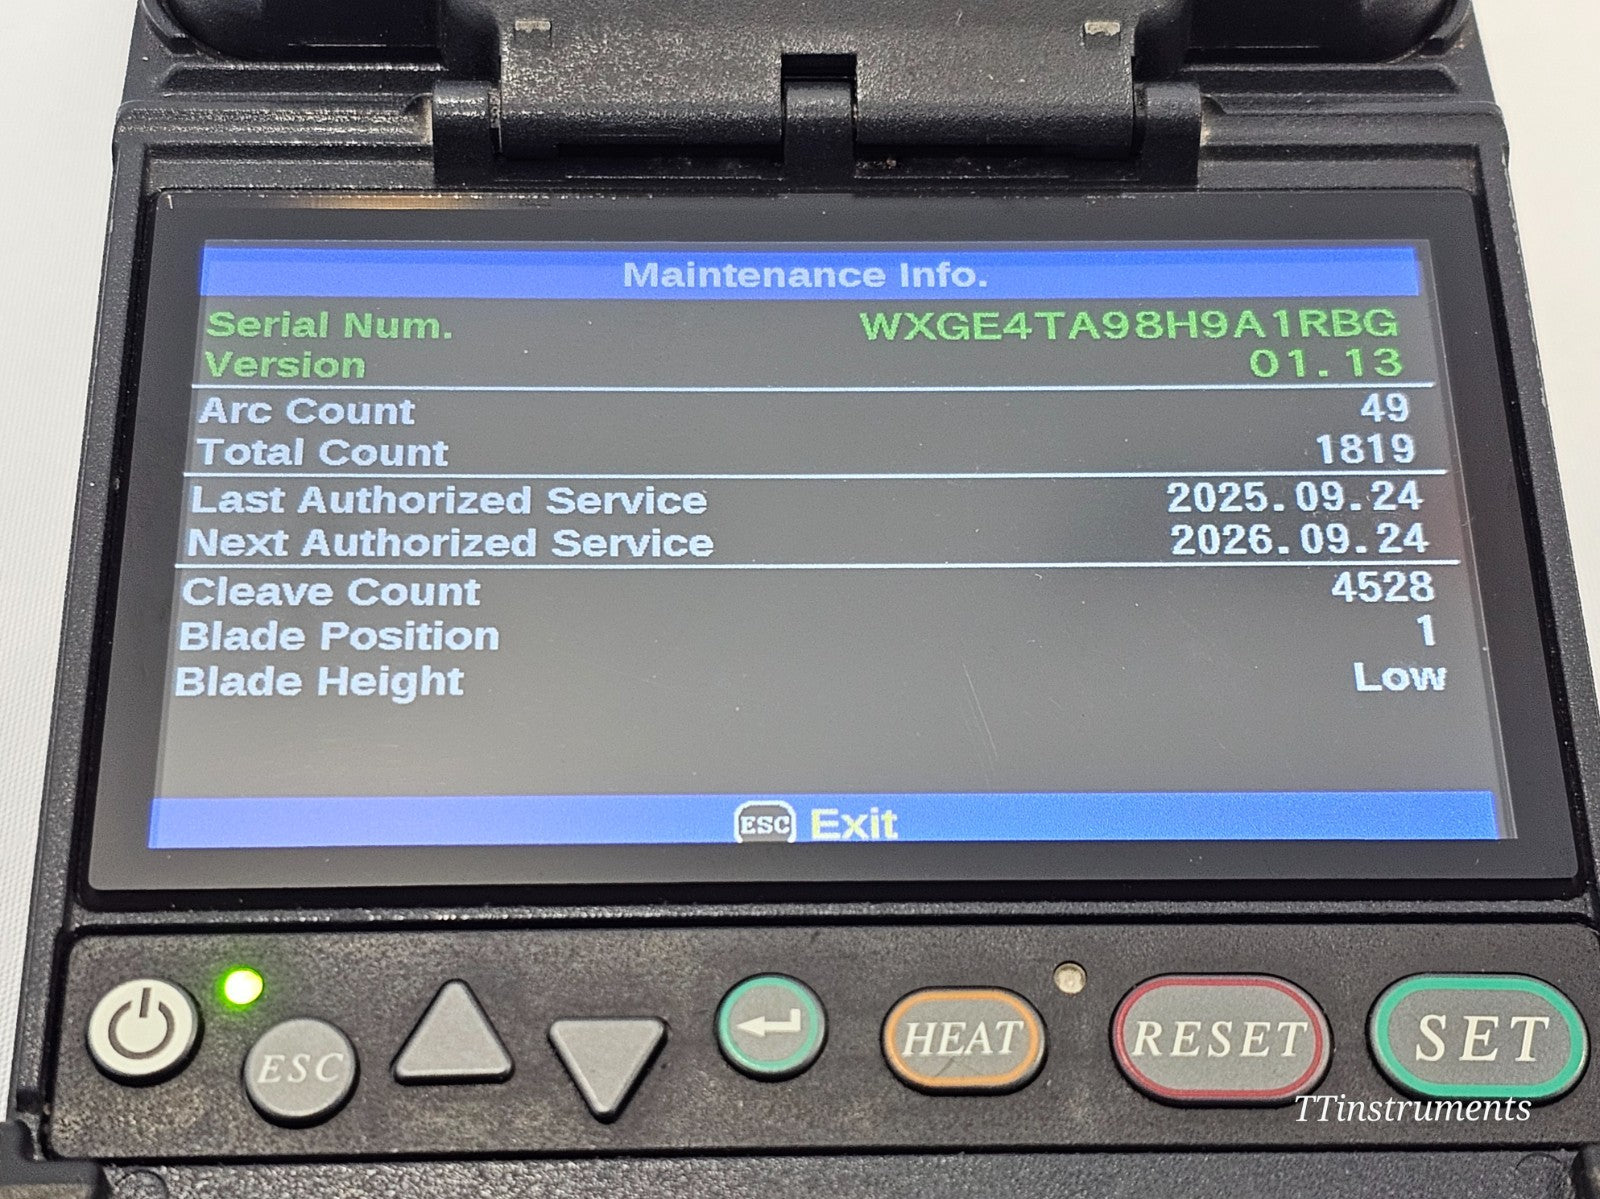 Maintenance Info.
Serial Num. WXGE4TA98H9A1RBG
Version 01.13
Arc Count 49
Total Count 1819
Last Authorized Service 2025.09.24
Next Authorized Service 2026.09.24
Cleave Count 4528
Blade Position 1
Blade Height Low
ESC Exit
ESC HEAT RESET SET
TTinstruments